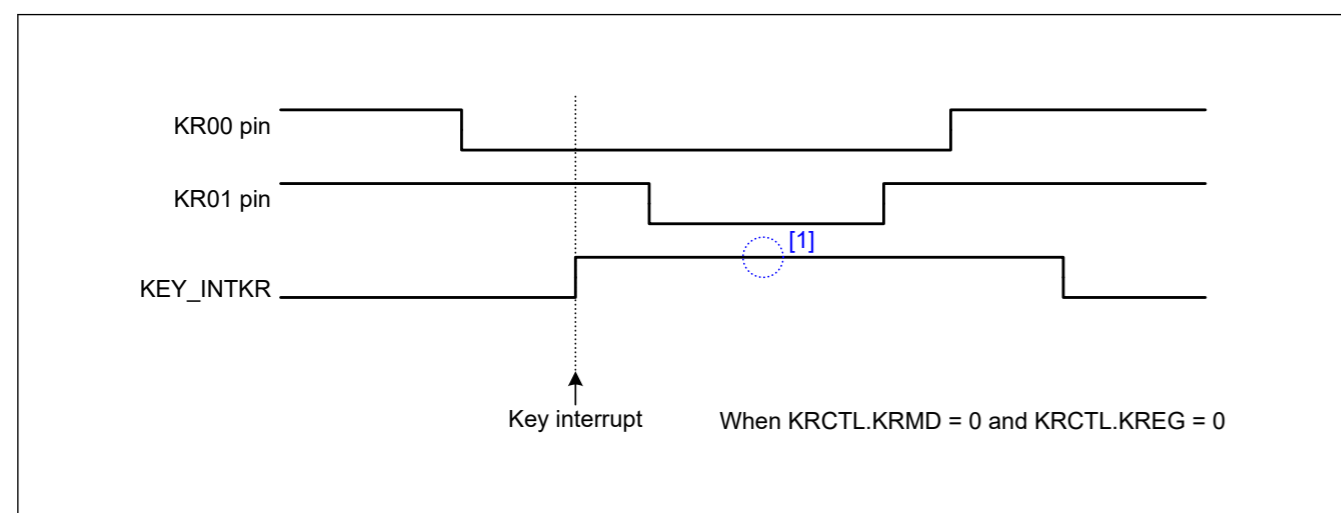 KR00 pin
KR01 pin
[1]
KEY_INTKR
Key interrupt
When KRCTL.KRMD = 0 and KRCTL.KREG = 0